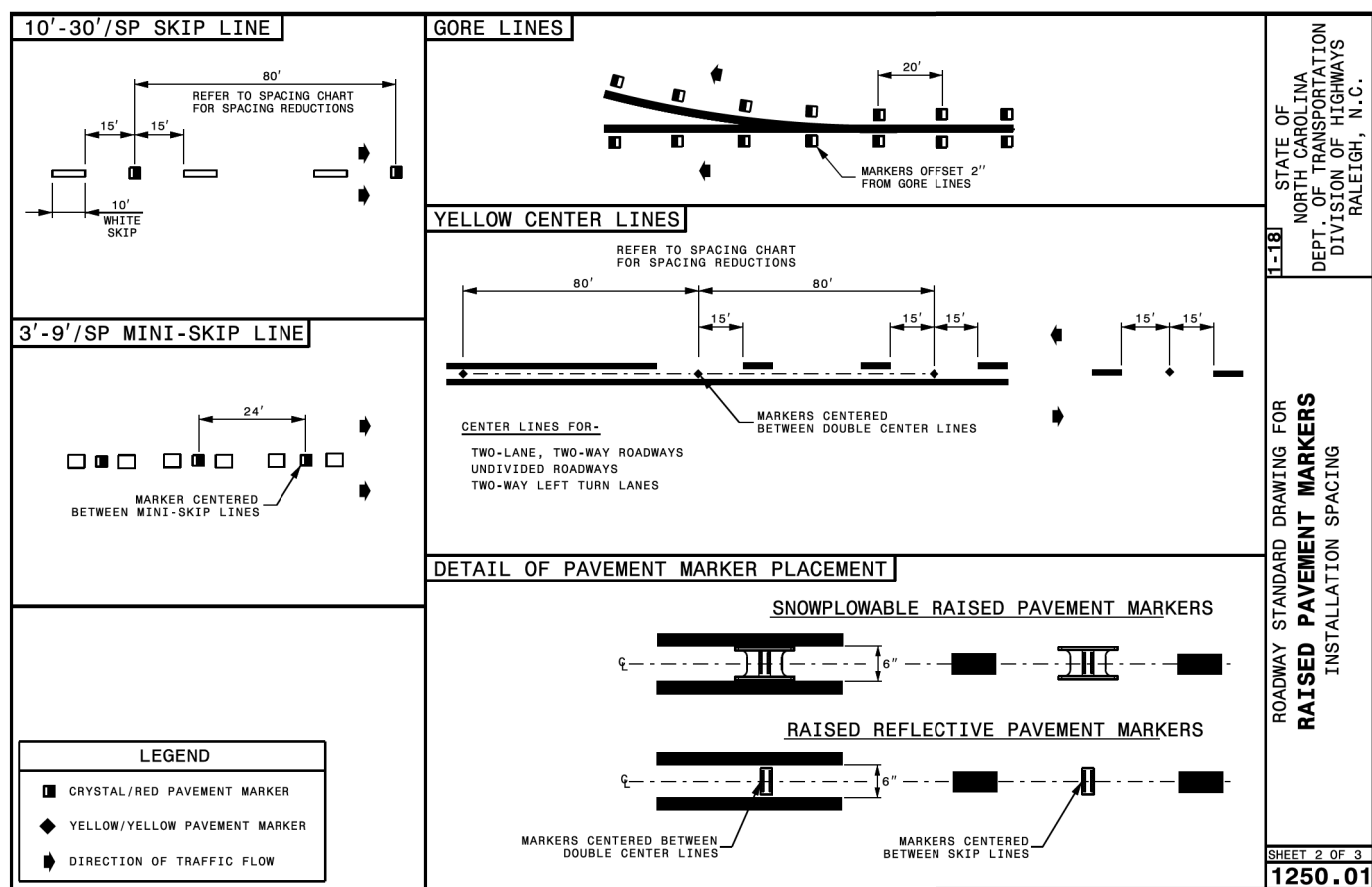 10'-30'/SP SKIP LINE
80'
REFER TO SPACING CHART
FOR SPACING REDUCTIONS
15'
15'
10'
WHITE
SKIP
3'-9'/SP MINI-SKIP LINE
24'
MARKER CENTERED
BETWEEN MINI-SKIP LINES
LEGEND
CRYSTAL/RED PAVEMENT MARKER
YELLOW/YELLOW PAVEMENT MARKER
DIRECTION OF TRAFFIC FLOW
GORE LINES
20'
MARKERS OFFSET 2''
FROM GORE LINES
YELLOW CENTER LINES
REFER TO SPACING CHART
FOR SPACING REDUCTIONS
80'
80'
15'
15'
15'
15'
15'
MARKERS CENTERED
BETWEEN DOUBLE CENTER LINES
CENTER LINES FOR-
TWO-LANE, TWO-WAY ROADWAYS
UNDIVIDED ROADWAYS
TWO-WAY LEFT TURN LANES
DETAIL OF PAVEMENT MARKER PLACEMENT
SNOWPLOWABLE RAISED PAVEMENT MARKERS
℄
6"
RAISED REFLECTIVE PAVEMENT MARKERS
℄
6"
MARKERS CENTERED BETWEEN
DOUBLE CENTER LINES
MARKERS CENTERED
BETWEEN SKIP LINES
1-18
STATE OF
NORTH CAROLINA
DEPT. OF TRANSPORTATION
DIVISION OF HIGHWAYS
RALEIGH, N.C.
ROADWAY STANDARD DRAWING FOR
RAISED PAVEMENT MARKERS
INSTALLATION SPACING
SHEET 2 OF 3
1250.01